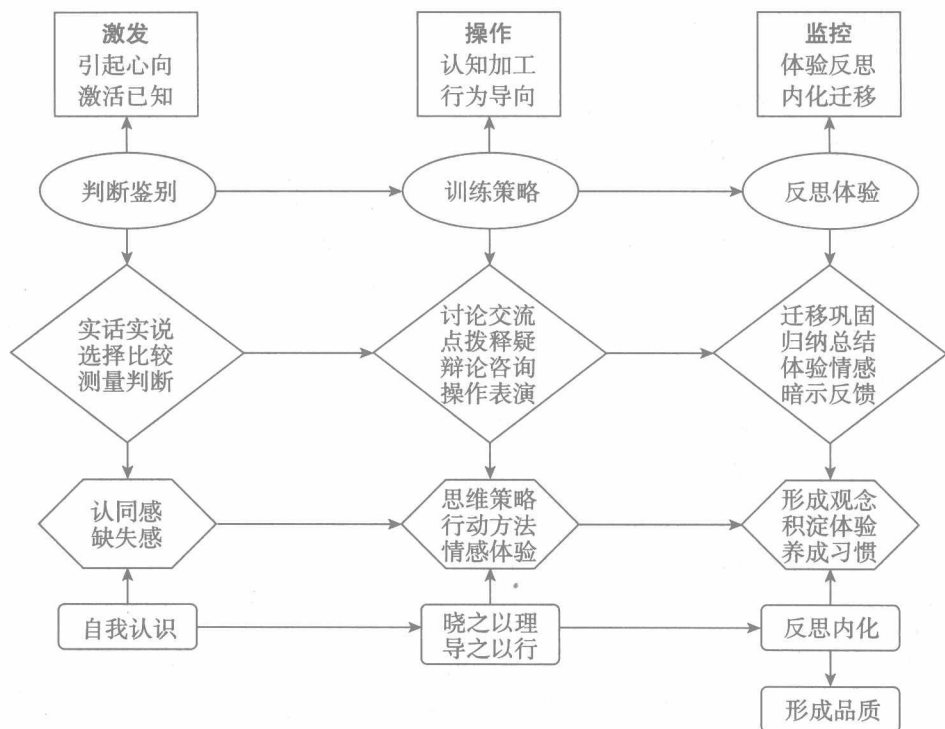 激发
引起心向
激活已知
操作
认知加工
行为导向
监控
体验反思
内化迁移
判断鉴别
训练策略
反思体验
实话实说
选择比较
测量判断
讨论交流
点拨释疑
辩论咨询
操作表演
迁移巩固
归纳总结
体验情感
暗示反馈
认同感
缺失感
思维策略
行动方法
情感体验
形成观念
积淀体验
养成习惯
自我认识
晓之以理
导之以行
反思内化
形成品质